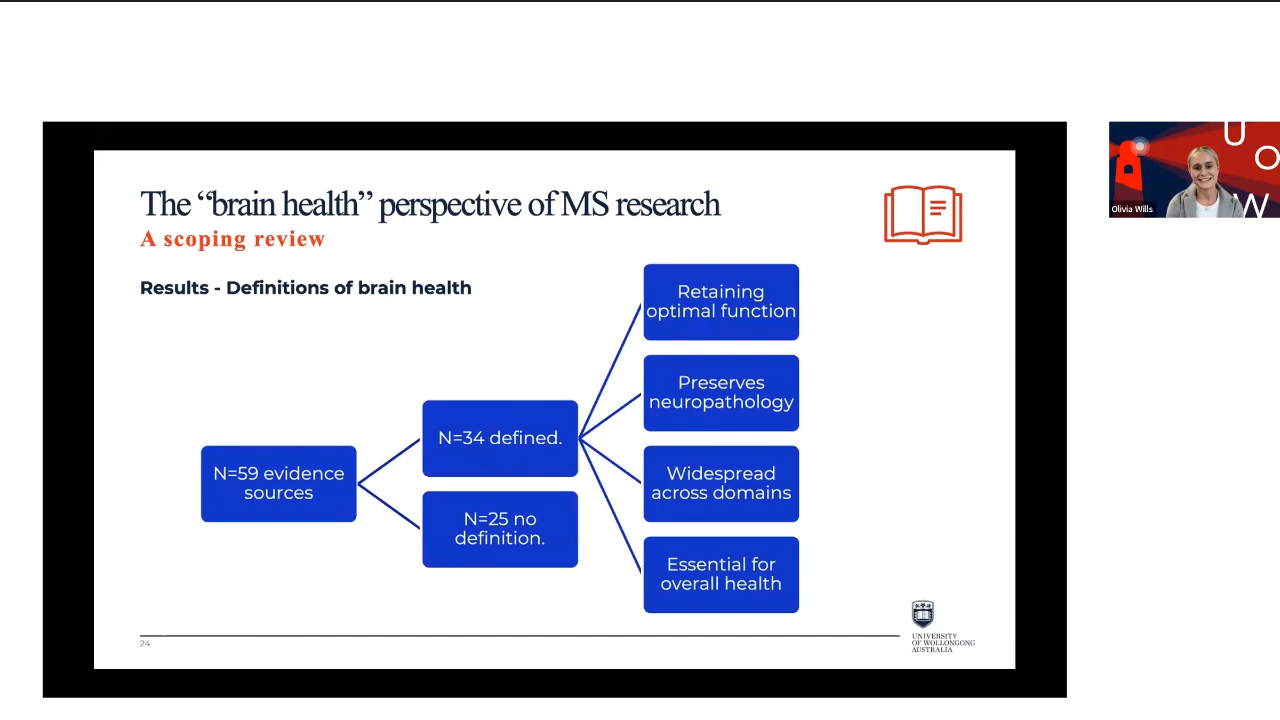 The “brain health” perspective of MS research
A scoping review
Results - Definitions of brain health
N=59 evidence
sources
N=34 defined.
N=25 no
definition.
Retaining
optimal function
Preserves
neuropathology
Widespread
across domains
Essential for
overall health
24
UNIVERSITY
OF WOLLONGONG
AUSTRALIA
U
O
W
Olivia Wills